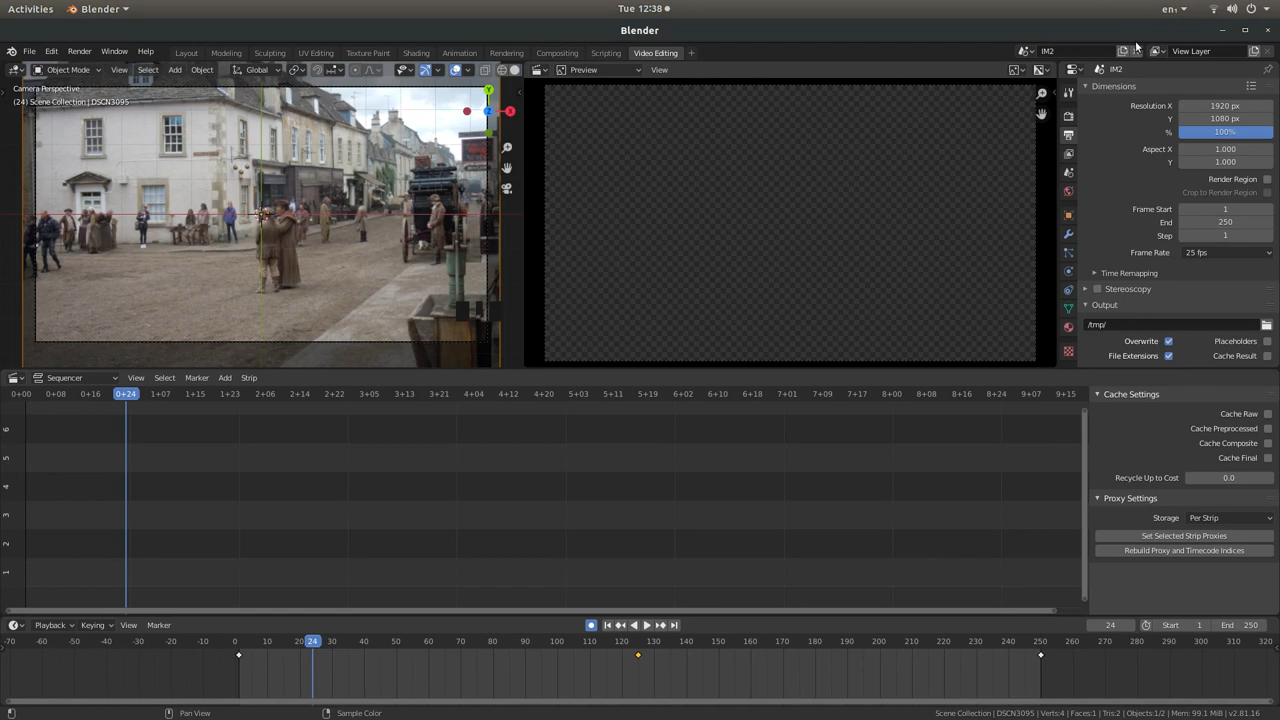 Activities Blender Tue 12:38 en₁
Blender
File Edit Render Window Help Layout Modeling Sculpting UV Editing Texture Paint Shading Animation Rendering Compositing Scripting Video Editing + IM2 View Layer
Object Mode View Select Add Object Global Preview View IM2
Camera Perspective
(24) Scene Collection | DSCN3095
Y
X
Z
Dimensions
Resolution X 1920 px
Y 1080 px
% 100%
Aspect X 1.000
Y 1.000
Render Region
Crop to Render Region
Frame Start 1
End 250
Step 1
Frame Rate 25 fps
Time Remapping
Stereoscopy
Output
/tmp/
Overwrite Placeholders
File Extensions Cache Result
Sequencer View Select Marker Add Strip
0+00 0+08 0+16 0+24 1+07 1+15 1+23 2+06 2+14 2+22 3+05 3+13 3+21 4+04 4+12 4+20 5+03 5+11 5+19 6+02 6+10 6+18 7+01 7+09 7+17 8+00 8+08 8+16 8+24 9+07 9+15
6
5
4
3
2
1
Cache Settings
Cache Raw
Cache Preprocessed
Cache Composite
Cache Final
Recycle Up to Cost 0.0
Proxy Settings
Storage Per Strip
Set Selected Strip Proxies
Rebuild Proxy and Timecode Indices
Playback Keying View Marker 24 Start 1 End 250
-70 -60 -50 -40 -30 -20 -10 0 10 20 24 30 40 50 60 70 80 90 100 110 120 130 140 150 160 170 180 190 200 210 220 230 240 250 260 270 280 290 300 310 320
Pan View Sample Color Scene Collection | DSCN3095 | Verts:4 | Faces:1 | Tris:2 | Objects:1/2 | Mem: 99.1 MiB | v2.81.16